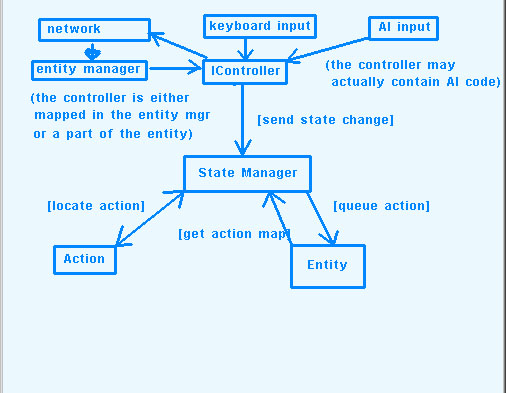 network
keyboard input
AI input
entity manager
IController
(the controller may
actually contain AI code)
(the controller is either
mapped in the entity mgr
or a part of the entity)
[send state change]
State Manager
[locate action]
[queue action]
[get action map]
Action
Entity